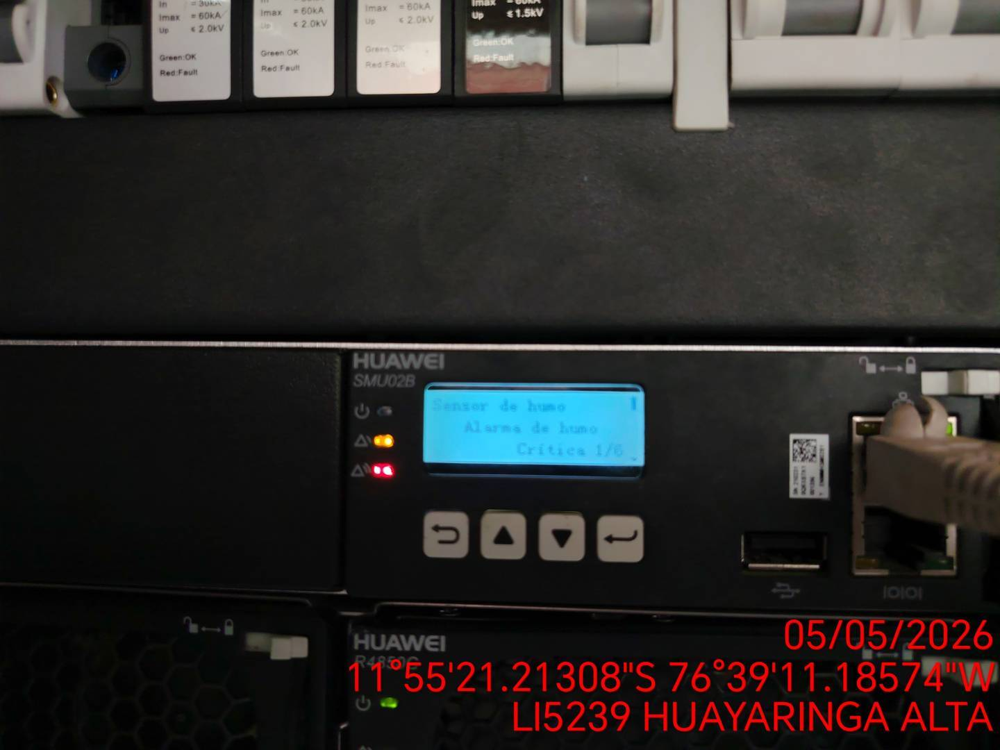 In = 30kA
Imax = 60kA
Up ≤ 2.0kV
Green:OK
Red:Fault
Imax = 60kA
Up ≤ 2.0kV
Green:OK
Red:Fault
Imax = 60kA
Up ≤ 2.0kV
Green:OK
Red:Fault
Imax = 60kA
Up ≤ 1.5kV
Green:OK
Red:Fault
HUAWEI
SMU02B
Senzor de humo
Alarma de humo
Crítica 1/6
HUAWEI
05/05/2026
11°55'21.21308"S 76°39'11.18574"W
LI5239 HUAYARINGA ALTA